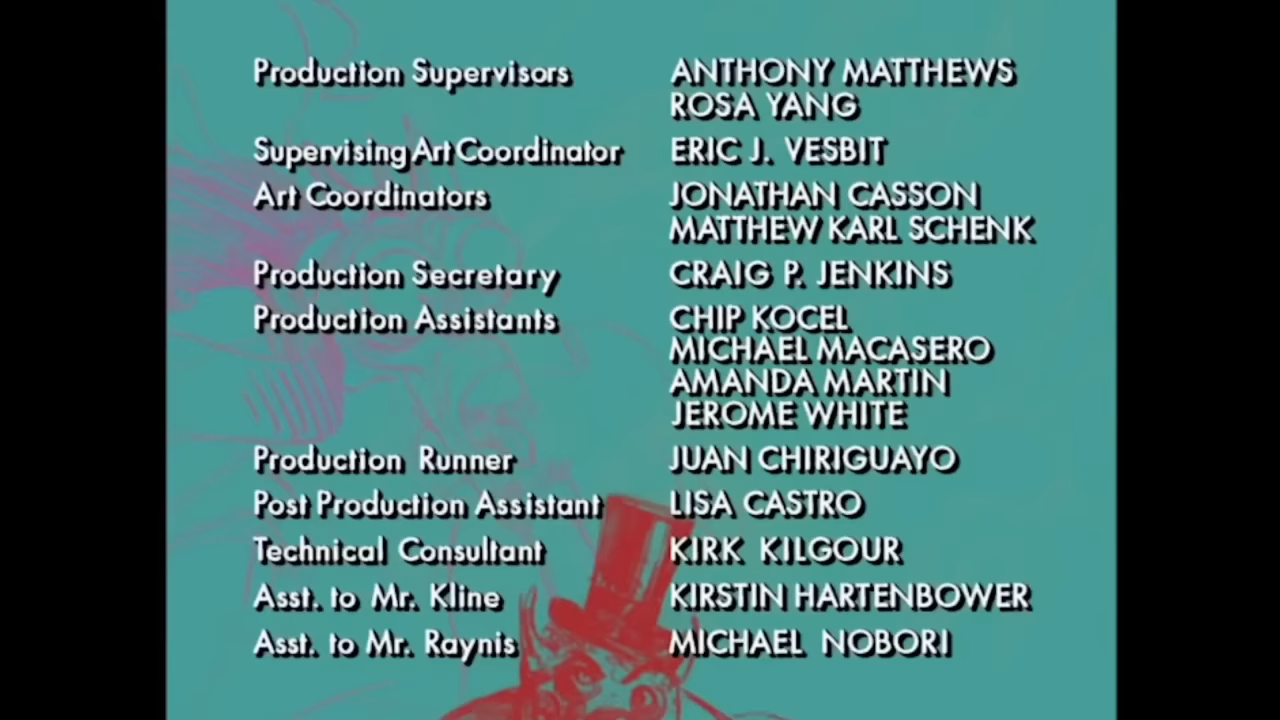 Production Supervisors ANTHONY MATTHEWS
ROSA YANG
Supervising Art Coordinator ERIC J. VESBIT
Art Coordinators JONATHAN CASSON
MATTHEW KARL SCHENK
Production Secretary CRAIG P. JENKINS
Production Assistants CHIP KOCEL
MICHAEL MACASERO
AMANDA MARTIN
JEROME WHITE
Production Runner JUAN CHIRIGUAYO
Post Production Assistant LISA CASTRO
Technical Consultant KIRK KILGOUR
Asst. to Mr. Kline KIRSTIN HARTENBOWER
Asst. to Mr. Raynis MICHAEL NOBORI